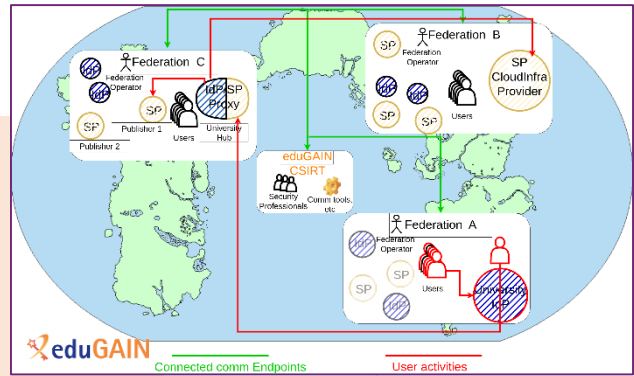 Federation C
IdP
Federation
Operator
IdP
IdP-SP
Proxy
SP
SP
Publisher 1
Users
University
Hub
Publisher 2
Federation B
SP
Federation
Operator
SP
CloudInfra
Provider
IdP
IdP
Users
SP
SP
eduGAIN
CSIRT
Security
Professionals
Comm tools,
etc
Federation A
IdP
Federation
Operator
SP
SP
IdP
Users
University
IdP
eduGAIN
Connected comm Endpoints
User activities